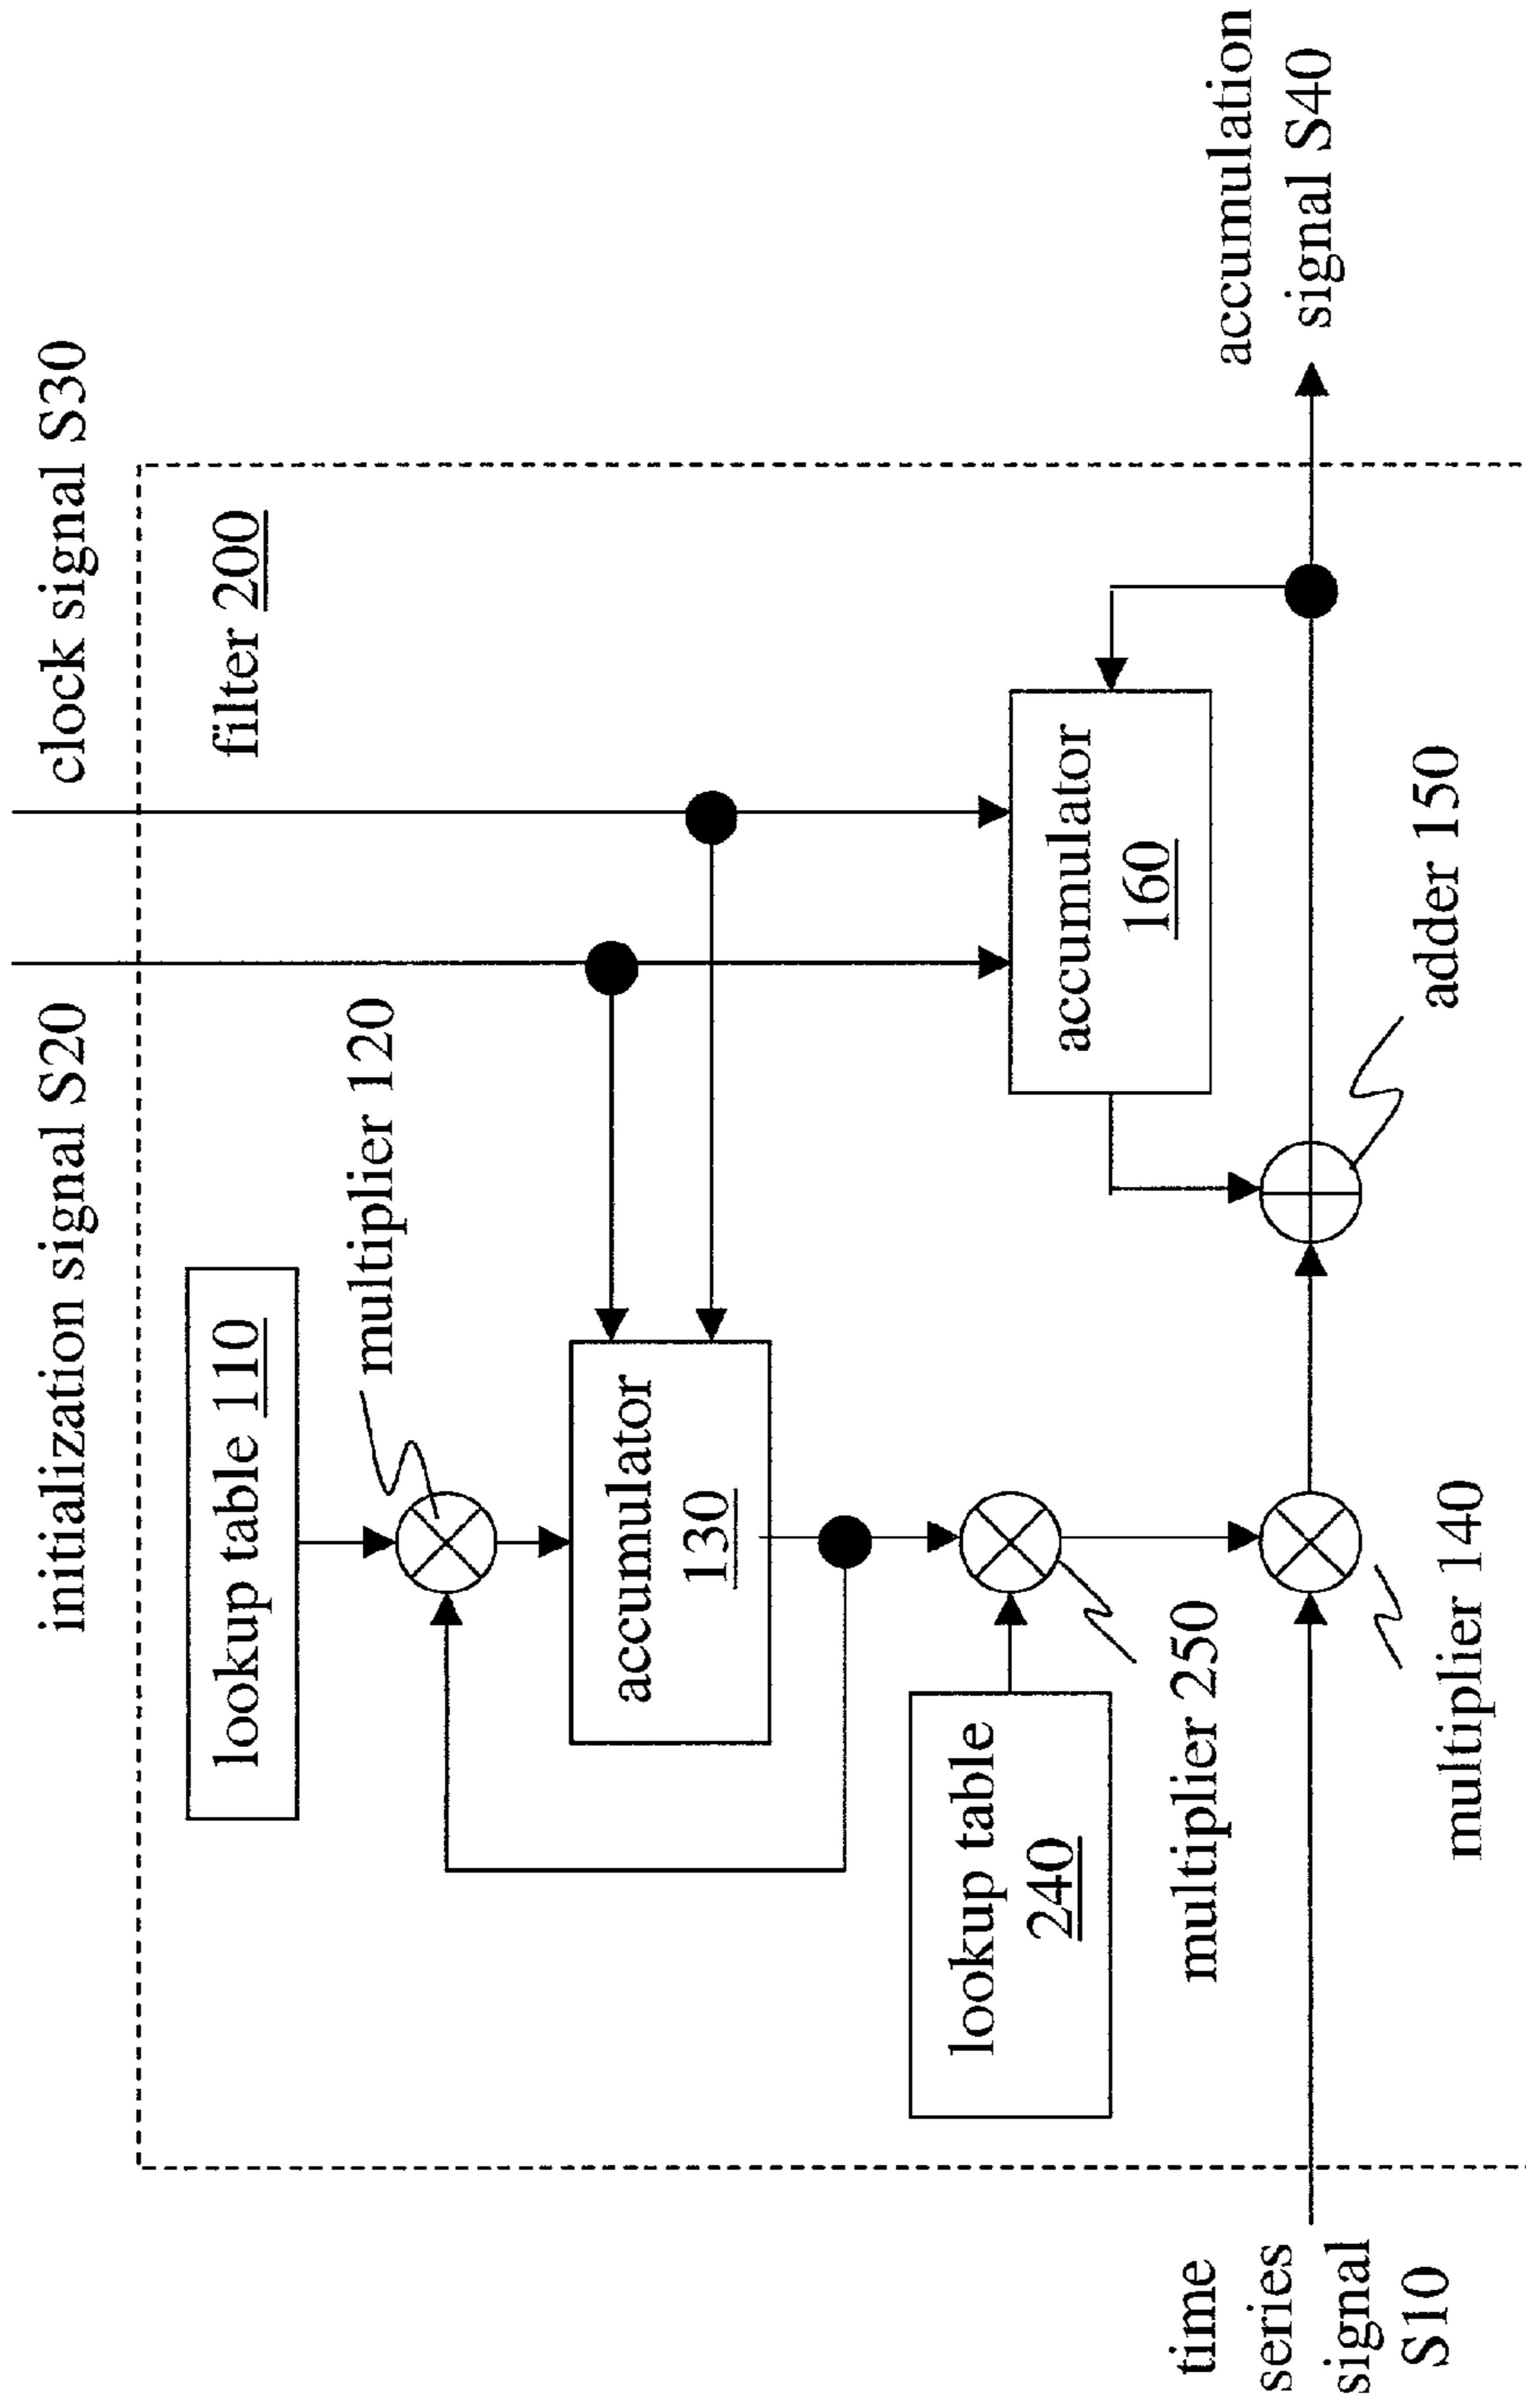 initialization signal S20
clock signal S30
filter 200
lookup table 110
multiplier 120
accumulator
130
lookup table
240
multiplier 250
accumulator
160
time
series
signal
S10
multiplier 140
adder 150
accumulation
signal S40